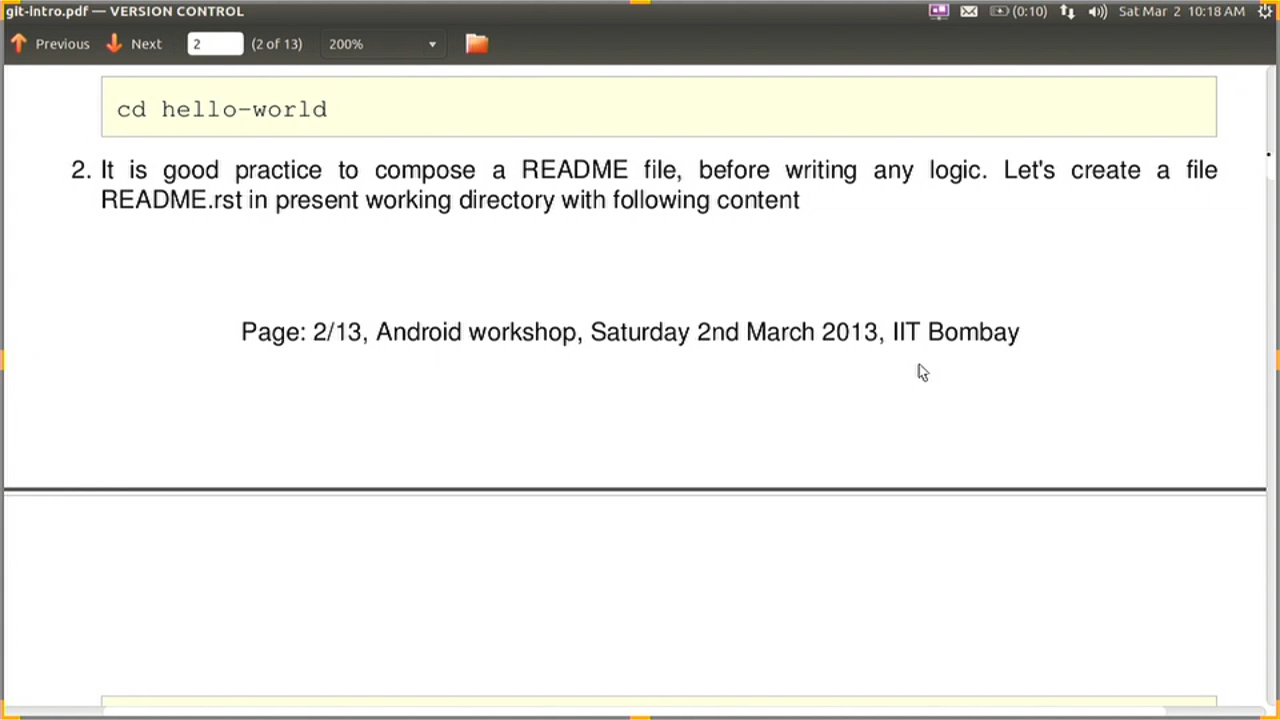 git-intro.pdf — VERSION CONTROL
(0:10) Sat Mar 2 10:18 AM
Previous Next 2 (2 of 13) 200%
cd hello-world
2. It is good practice to compose a README file, before writing any logic. Let's create a file
README.rst in present working directory with following content
Page: 2/13, Android workshop, Saturday 2nd March 2013, IIT Bombay